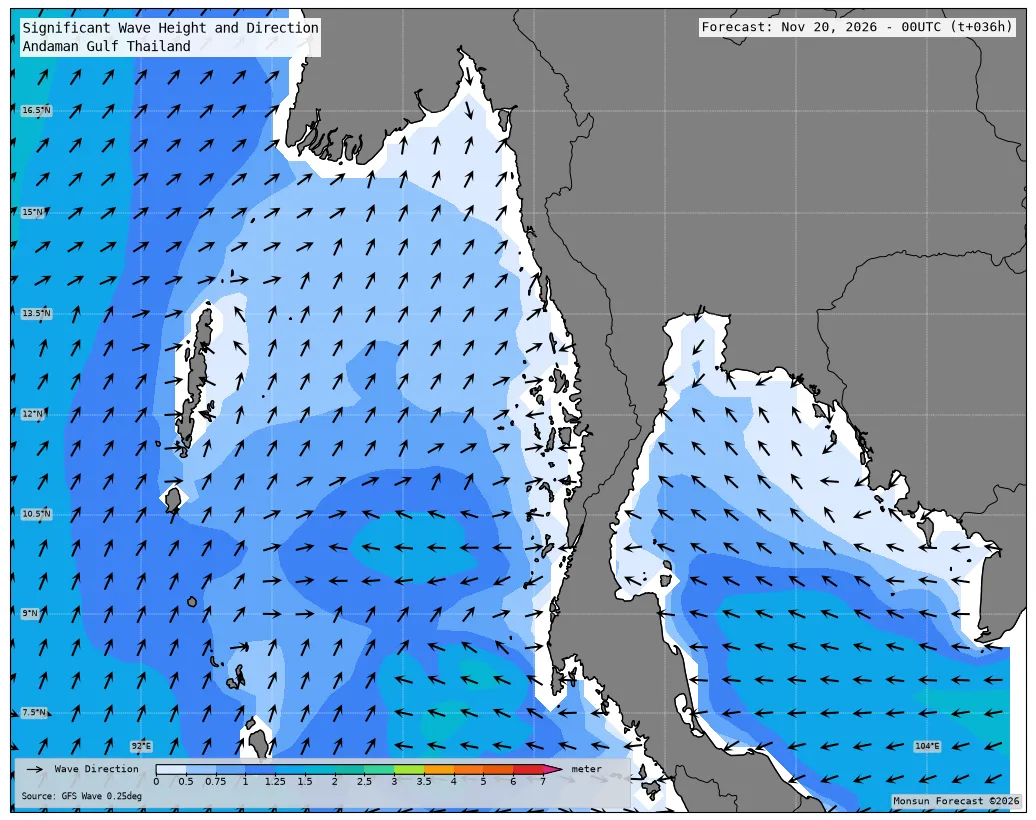 Significant Wave Height and Direction
Andaman Gulf Thailand
Forecast: Nov 20, 2026 - 00UTC (t+036h)
16.5°N
15°N
13.5°N
12°N
10.5°N
9°N
7.5°N
92°E
104°E
Wave Direction
0.5 0.75 1 1.25 1.5 2 2.5 3 3.5 4 5 6 7 meter
Source: GFS Wave 0.25deg
Monsun Forecast ©2026